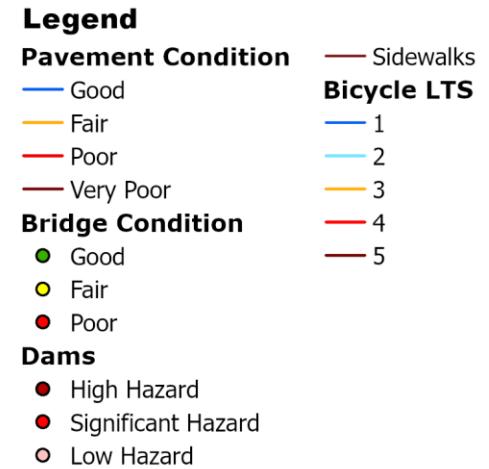 Legend
Pavement Condition
Good
Fair
Poor
Very Poor
Bridge Condition
Good
Fair
Poor
Dams
High Hazard
Significant Hazard
Low Hazard
Sidewalks
Bicycle LTS
1
2
3
4
5